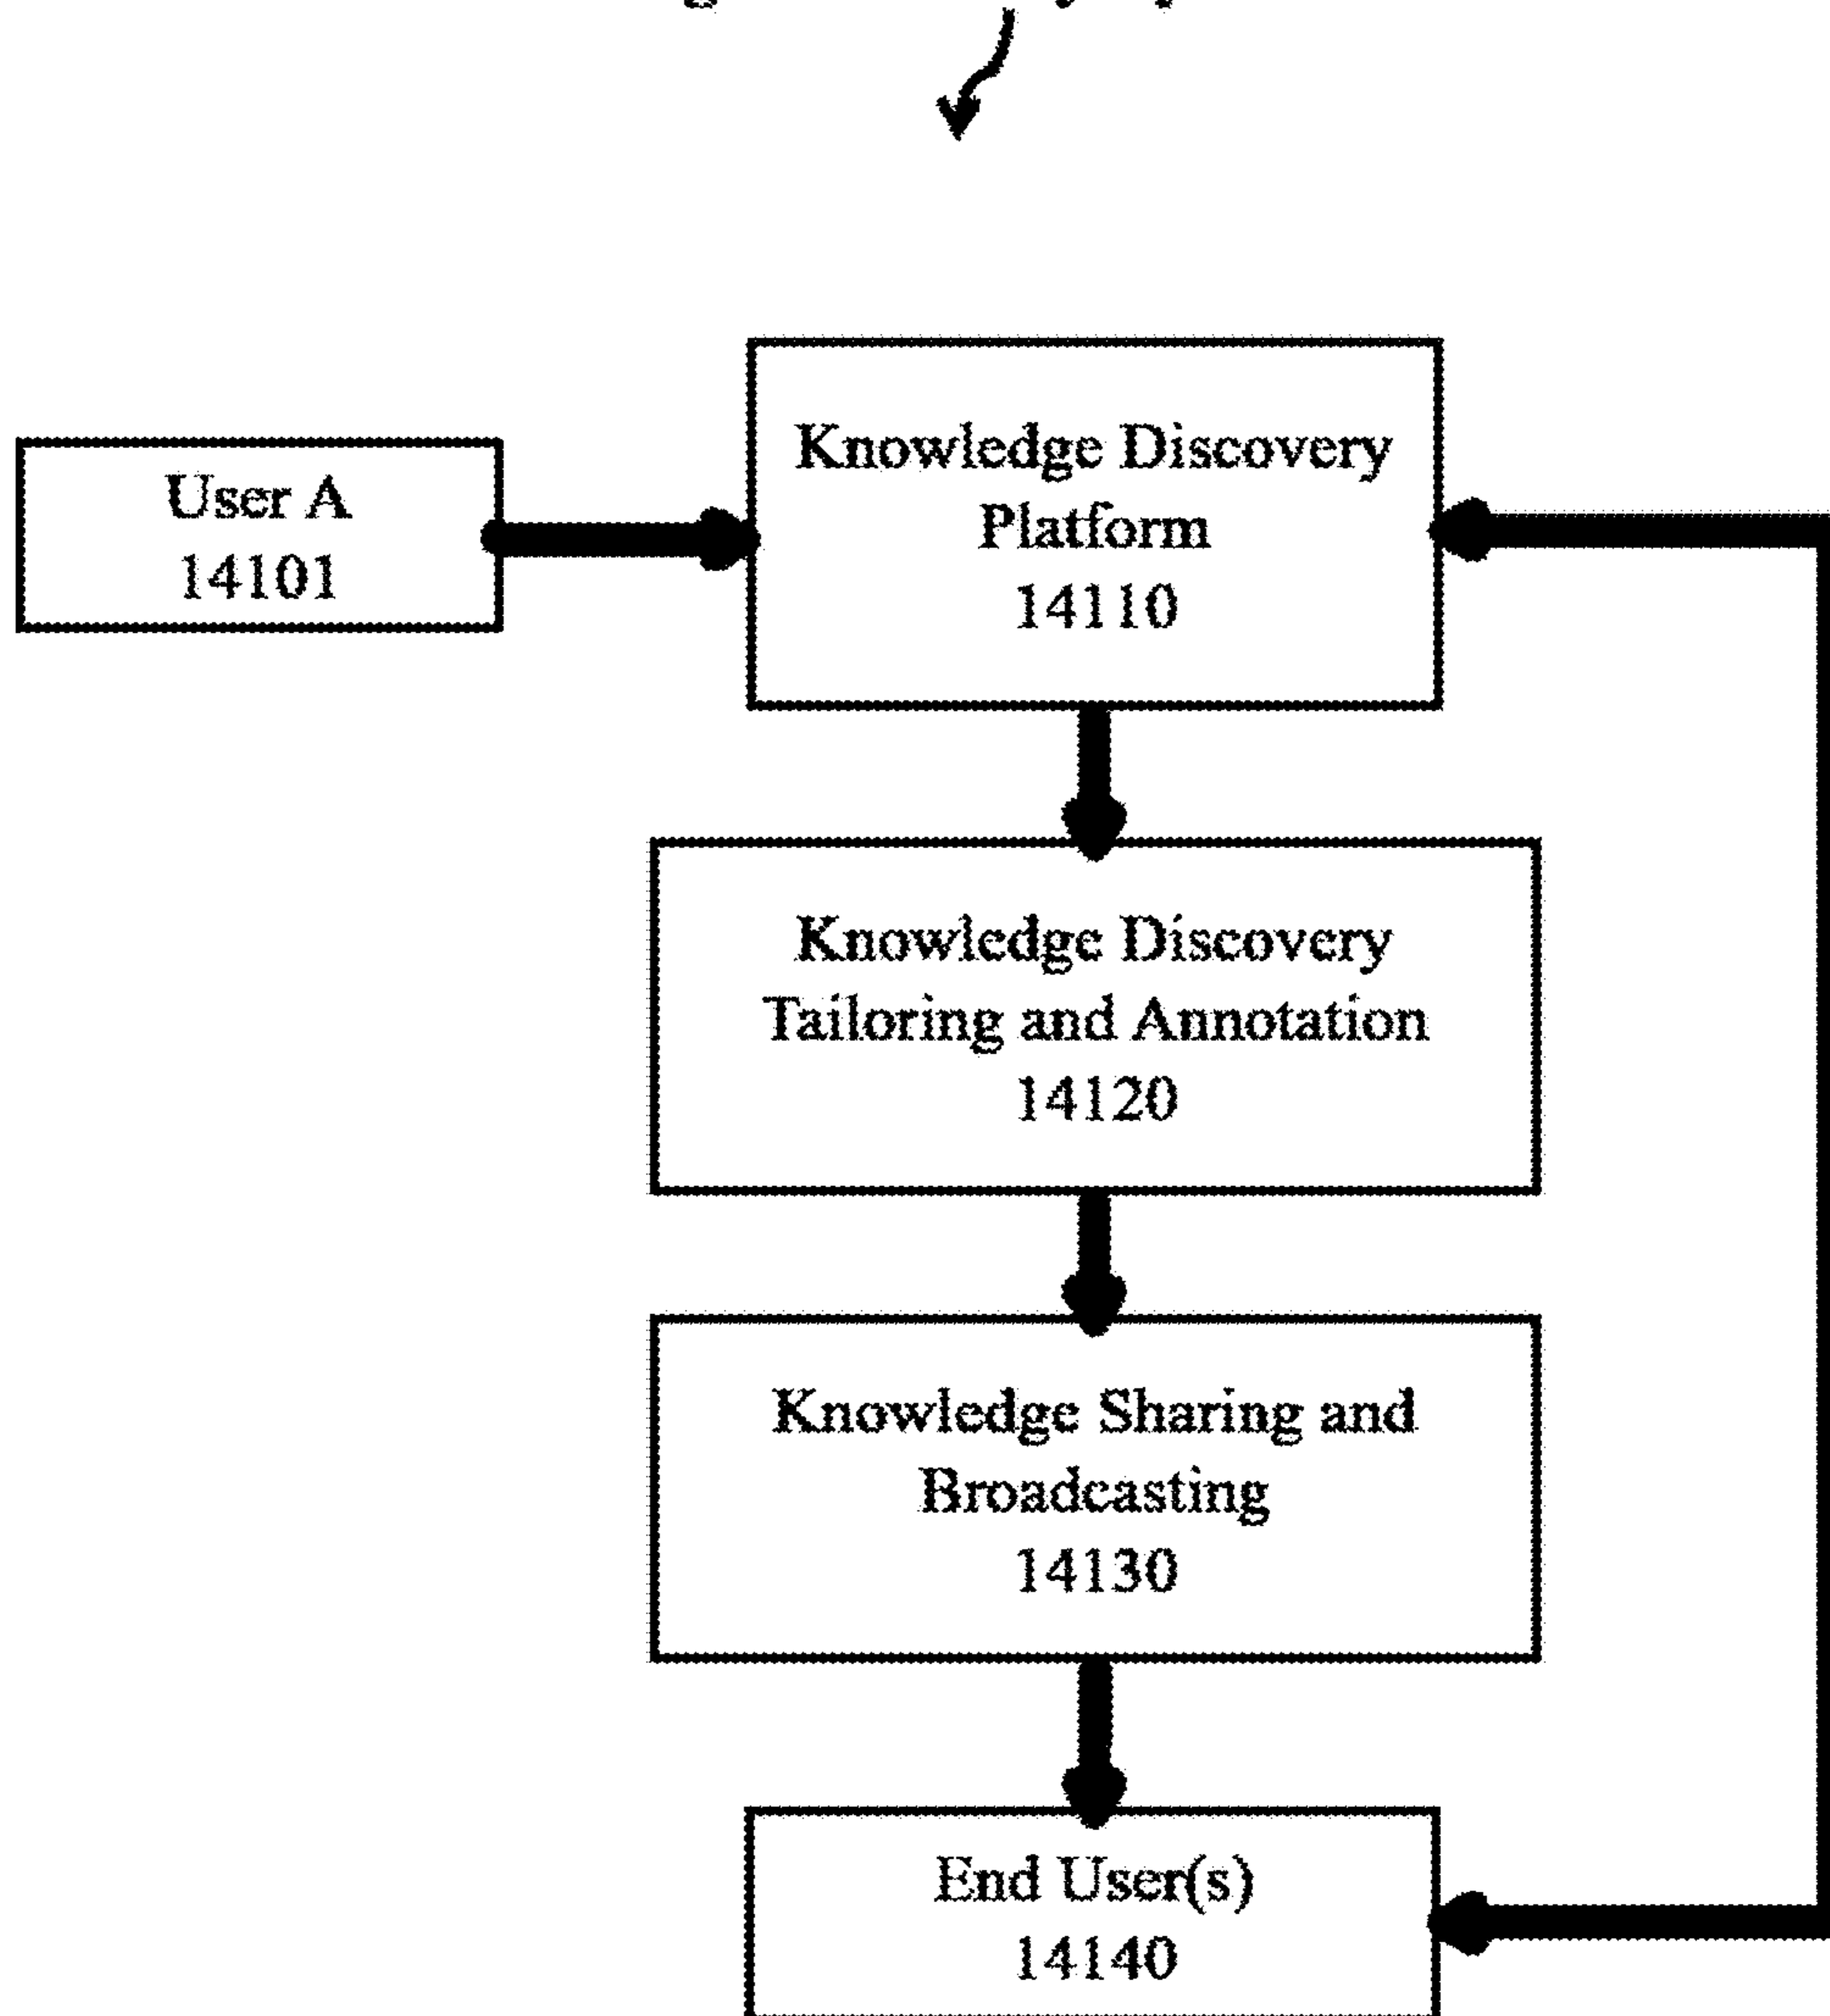 User A
14101
Knowledge Discovery
Platform
14110
Knowledge Discovery
Tailoring and Annotation
14120
Knowledge Sharing and
Broadcasting
14130
End User(s)
14140